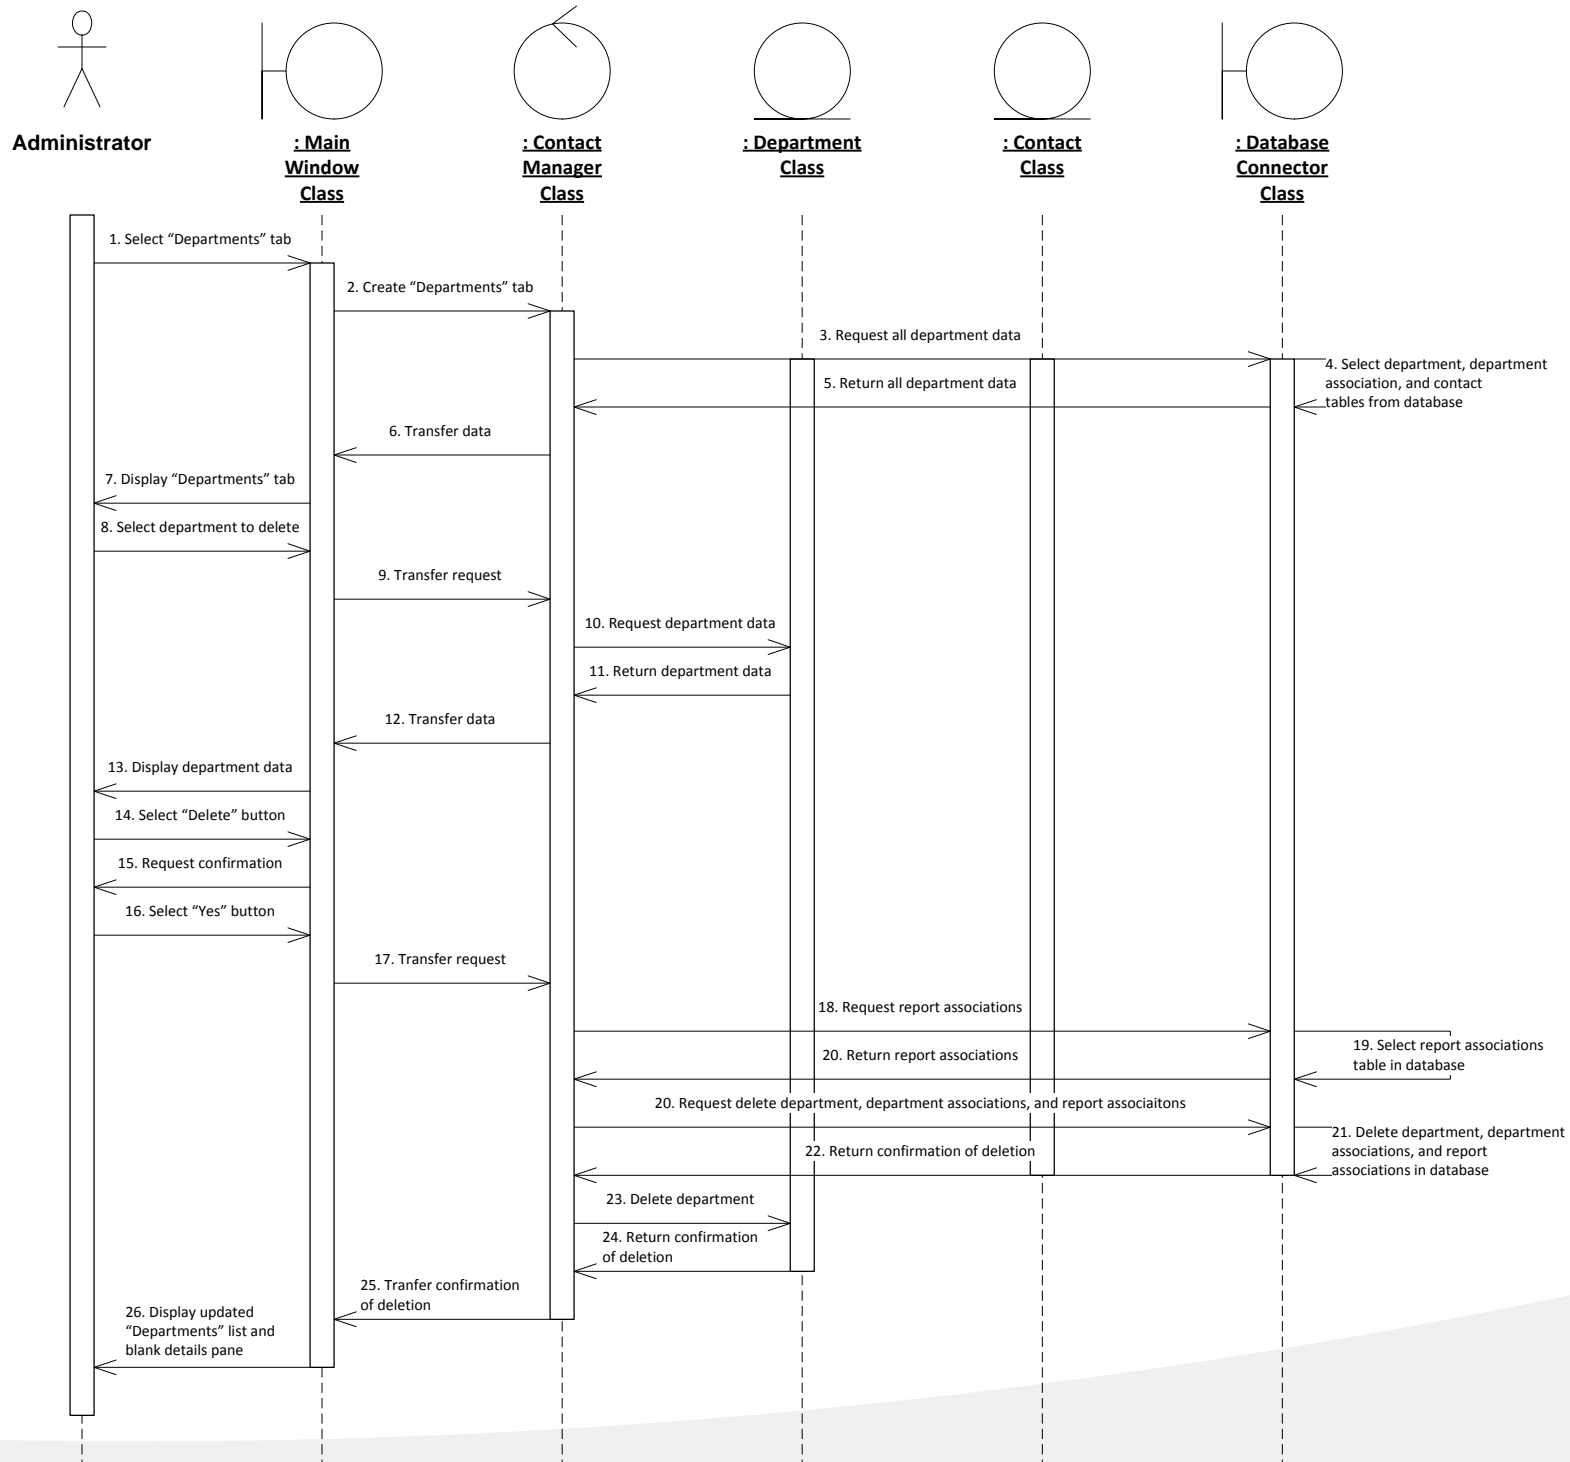 Administrator
: Main
Window
Class
: Contact
Manager
Class
: Department
Class
: Contact
Class
: Database
Connector
Class
1. Select “Departments” tab
2. Create “Departments” tab
3. Request all department data
4. Select department, department
association, and contact
tables from database
5. Return all department data
6. Transfer data
7. Display “Departments” tab
8. Select department to delete
9. Transfer request
10. Request department data
11. Return department data
12. Transfer data
13. Display department data
14. Select “Delete” button
15. Request confirmation
16. Select “Yes” button
17. Transfer request
18. Request report associations
19. Select report associations
table in database
20. Return report associations
20. Request delete department, department associations, and report associaitons
21. Delete department, department
associations, and report
associations in database
22. Return confirmation of deletion
23. Delete department
24. Return confirmation
of deletion
25. Tranfer confirmation
of deletion
26. Display updated
“Departments” list and
blank details pane